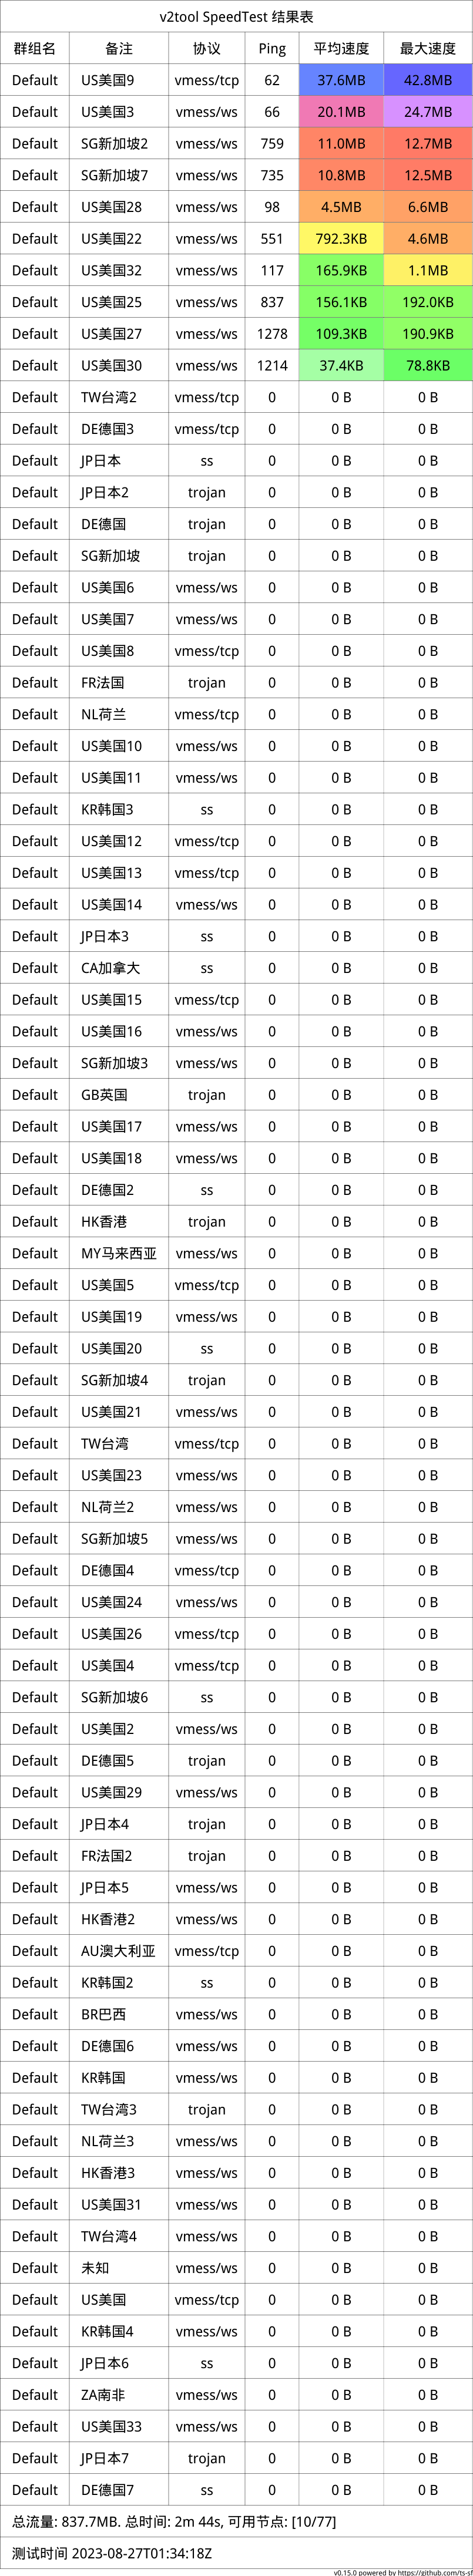 v2tool SpeedTest 结果表
群组名 备注 协议 Ping 平均速度 最大速度
Default US美国9 vmess/tcp 62 37.6MB 42.8MB
Default US美国3 vmess/ws 66 20.1MB 24.7MB
Default SG新加坡2 vmess/ws 759 11.0MB 12.7MB
Default SG新加坡7 vmess/ws 735 10.8MB 12.5MB
Default US美国28 vmess/ws 98 4.5MB 6.6MB
Default US美国22 vmess/ws 551 792.3KB 4.6MB
Default US美国32 vmess/ws 117 165.9KB 1.1MB
Default US美国25 vmess/ws 837 156.1KB 192.0KB
Default US美国27 vmess/ws 1278 109.3KB 190.9KB
Default US美国30 vmess/ws 1214 37.4KB 78.8KB
Default TW台湾2 vmess/tcp 0 0 B 0 B
Default DE德国3 vmess/tcp 0 0 B 0 B
Default JP日本 ss 0 0 B 0 B
Default JP日本2 trojan 0 0 B 0 B
Default DE德国 trojan 0 0 B 0 B
Default SG新加坡 trojan 0 0 B 0 B
Default US美国6 vmess/ws 0 0 B 0 B
Default US美国7 vmess/ws 0 0 B 0 B
Default US美国8 vmess/tcp 0 0 B 0 B
Default FR法国 trojan 0 0 B 0 B
Default NL荷兰 vmess/tcp 0 0 B 0 B
Default US美国10 vmess/ws 0 0 B 0 B
Default US美国11 vmess/ws 0 0 B 0 B
Default KR韩国3 ss 0 0 B 0 B
Default US美国12 vmess/tcp 0 0 B 0 B
Default US美国13 vmess/tcp 0 0 B 0 B
Default US美国14 vmess/ws 0 0 B 0 B
Default JP日本3 ss 0 0 B 0 B
Default CA加拿大 ss 0 0 B 0 B
Default US美国15 vmess/tcp 0 0 B 0 B
Default US美国16 vmess/ws 0 0 B 0 B
Default SG新加坡3 vmess/ws 0 0 B 0 B
Default GB英国 trojan 0 0 B 0 B
Default US美国17 vmess/ws 0 0 B 0 B
Default US美国18 vmess/ws 0 0 B 0 B
Default DE德国2 ss 0 0 B 0 B
Default HK香港 trojan 0 0 B 0 B
Default MY马来西亚 vmess/ws 0 0 B 0 B
Default US美国5 vmess/tcp 0 0 B 0 B
Default US美国19 vmess/ws 0 0 B 0 B
Default US美国20 ss 0 0 B 0 B
Default SG新加坡4 trojan 0 0 B 0 B
Default US美国21 vmess/ws 0 0 B 0 B
Default TW台湾 vmess/tcp 0 0 B 0 B
Default US美国23 vmess/ws 0 0 B 0 B
Default NL荷兰2 vmess/ws 0 0 B 0 B
Default SG新加坡5 vmess/ws 0 0 B 0 B
Default DE德国4 vmess/tcp 0 0 B 0 B
Default US美国24 vmess/ws 0 0 B 0 B
Default US美国26 vmess/tcp 0 0 B 0 B
Default US美国4 vmess/tcp 0 0 B 0 B
Default SG新加坡6 ss 0 0 B 0 B
Default US美国2 vmess/ws 0 0 B 0 B
Default DE德国5 trojan 0 0 B 0 B
Default US美国29 vmess/ws 0 0 B 0 B
Default JP日本4 trojan 0 0 B 0 B
Default FR法国2 trojan 0 0 B 0 B
Default JP日本5 vmess/ws 0 0 B 0 B
Default HK香港2 vmess/ws 0 0 B 0 B
Default AU澳大利亚 vmess/tcp 0 0 B 0 B
Default KR韩国2 ss 0 0 B 0 B
Default BR巴西 vmess/ws 0 0 B 0 B
Default DE德国6 vmess/ws 0 0 B 0 B
Default KR韩国 vmess/ws 0 0 B 0 B
Default TW台湾3 trojan 0 0 B 0 B
Default NL荷兰3 vmess/ws 0 0 B 0 B
Default HK香港3 vmess/ws 0 0 B 0 B
Default US美国31 vmess/ws 0 0 B 0 B
Default TW台湾4 vmess/ws 0 0 B 0 B
Default 未知 vmess/ws 0 0 B 0 B
Default US美国 vmess/tcp 0 0 B 0 B
Default KR韩国4 vmess/ws 0 0 B 0 B
Default JP日本6 ss 0 0 B 0 B
Default ZA南非 vmess/ws 0 0 B 0 B
Default US美国33 vmess/ws 0 0 B 0 B
Default JP日本7 trojan 0 0 B 0 B
Default DE德国7 ss 0 0 B 0 B
总流量: 837.7MB. 总时间: 2m 44s, 可用节点: [10/77]
测试时间 2023-08-27T01:34:18Z
v0.15.0 powered by https://github.com/ts-sl